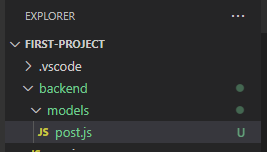 EXPLORER
FIRST-PROJECT
.vscode
backend
models
JS post.js U